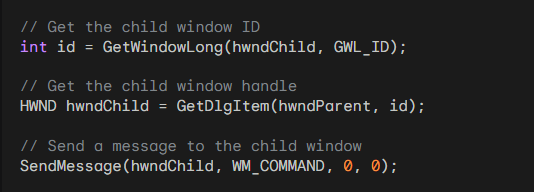 // Get the child window ID
int id = GetWindowLong(hwndChild, GWL_ID);
// Get the child window handle
HWND hwndChild = GetDlgItem(hwndParent, id);
// Send a message to the child window
SendMessage(hwndChild, WM_COMMAND, 0, 0);